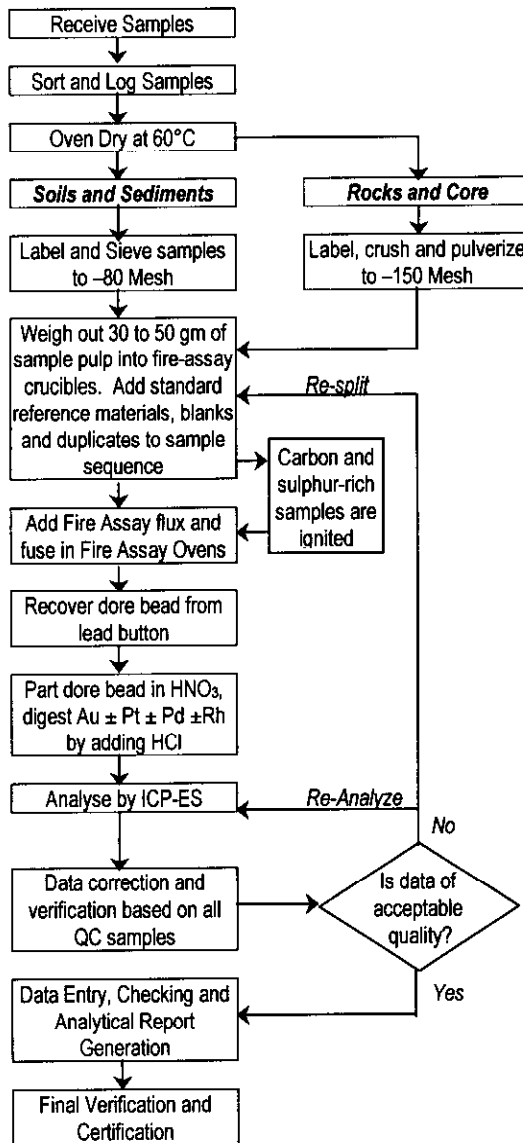 Receive Samples
Sort and Log Samples
Oven Dry at 60°C
Soils and Sediments
Rocks and Core
Label and Sieve samples
to –80 Mesh
Label, crush and pulverize
to –150 Mesh
Weigh out 30 to 50 gm of
sample pulp into fire-assay
crucibles. Add standard
reference materials, blanks
and duplicates to sample
sequence
Re-split
Carbon and
sulphur-rich
samples are
ignited
Add Fire Assay flux and
fuse in Fire Assay Ovens
Recover dore bead from
lead button
Part dore bead in HNO₃,
digest Au ± Pt ± Pd ±Rh
by adding HCl
Analyse by ICP-ES
Re-Analyze
No
Data correction and
verification based on all
QC samples
Is data of
acceptable
quality?
Yes
Data Entry, Checking and
Analytical Report
Generation
Final Verification and
Certification